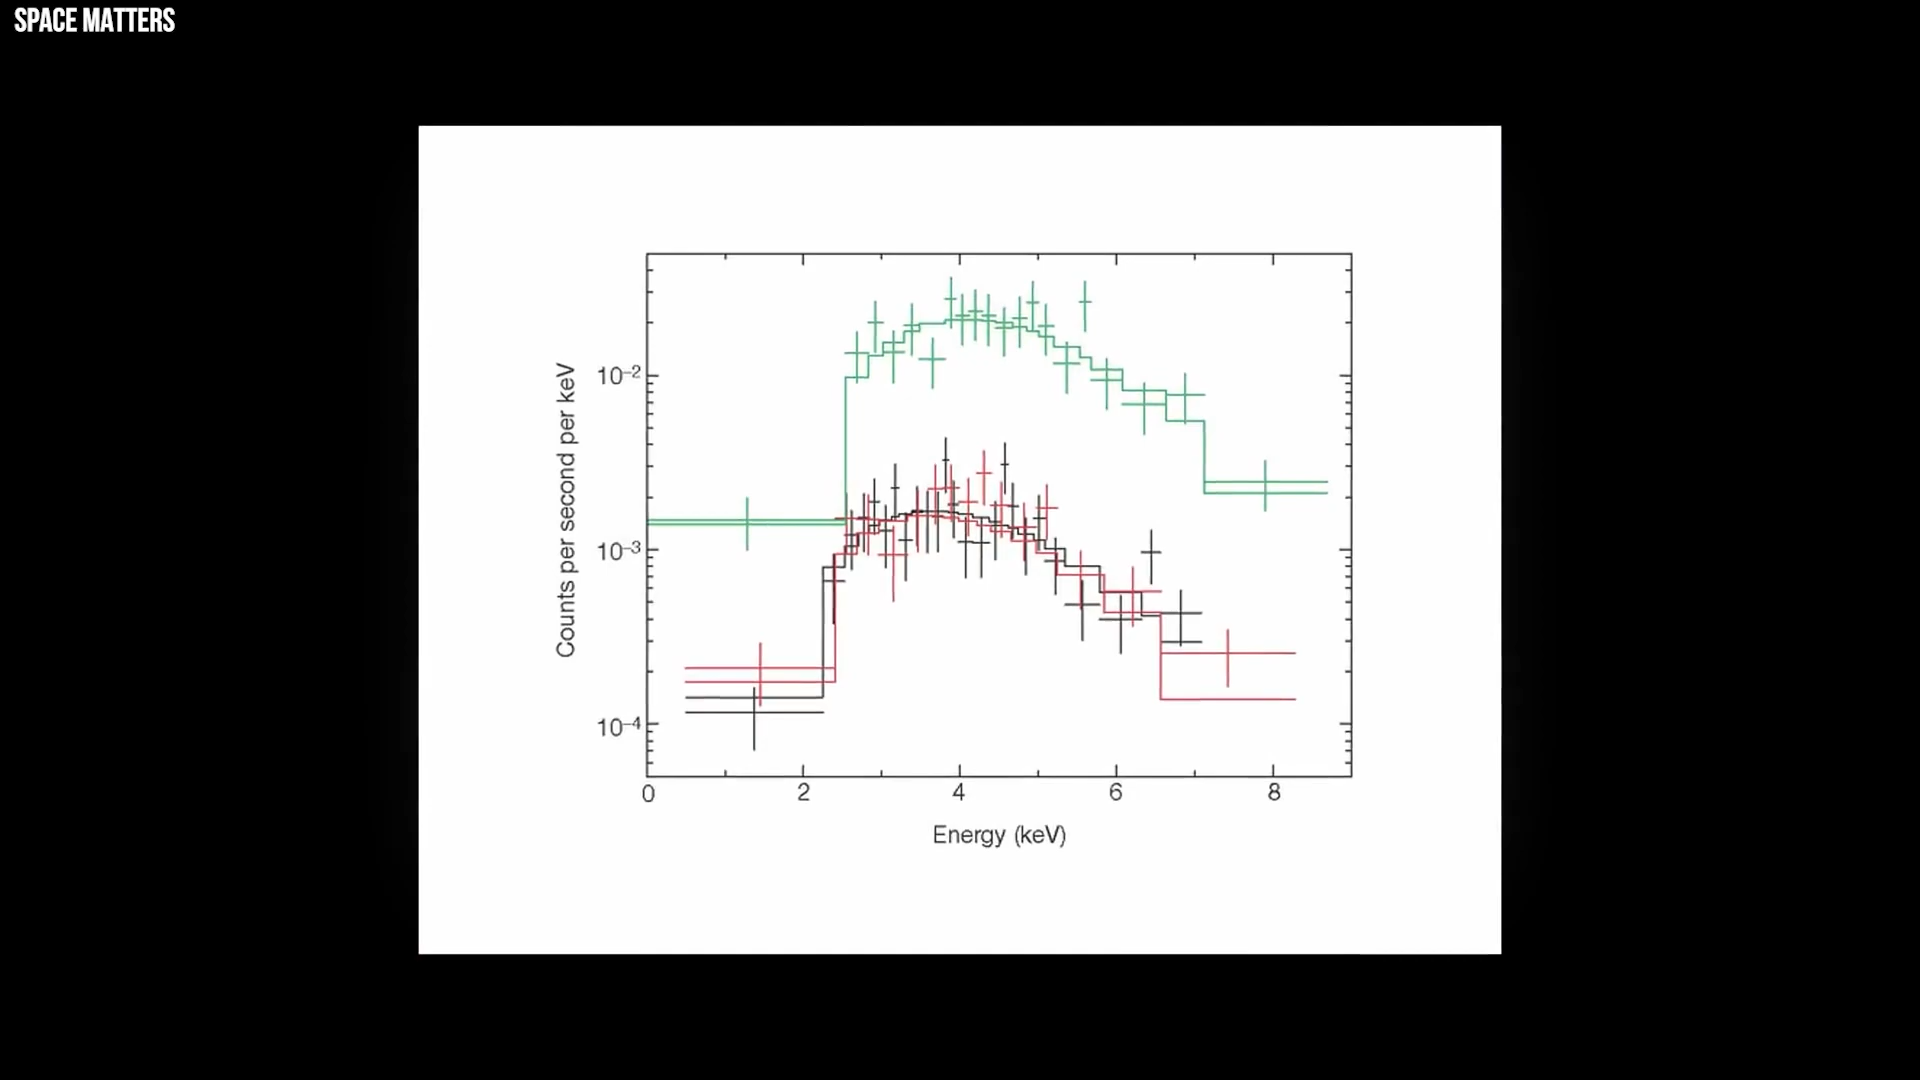 SPACE MATTERS
10⁻²
10⁻³
10⁻⁴
Counts per second per keV
0 2 4 6 8
Energy (keV)